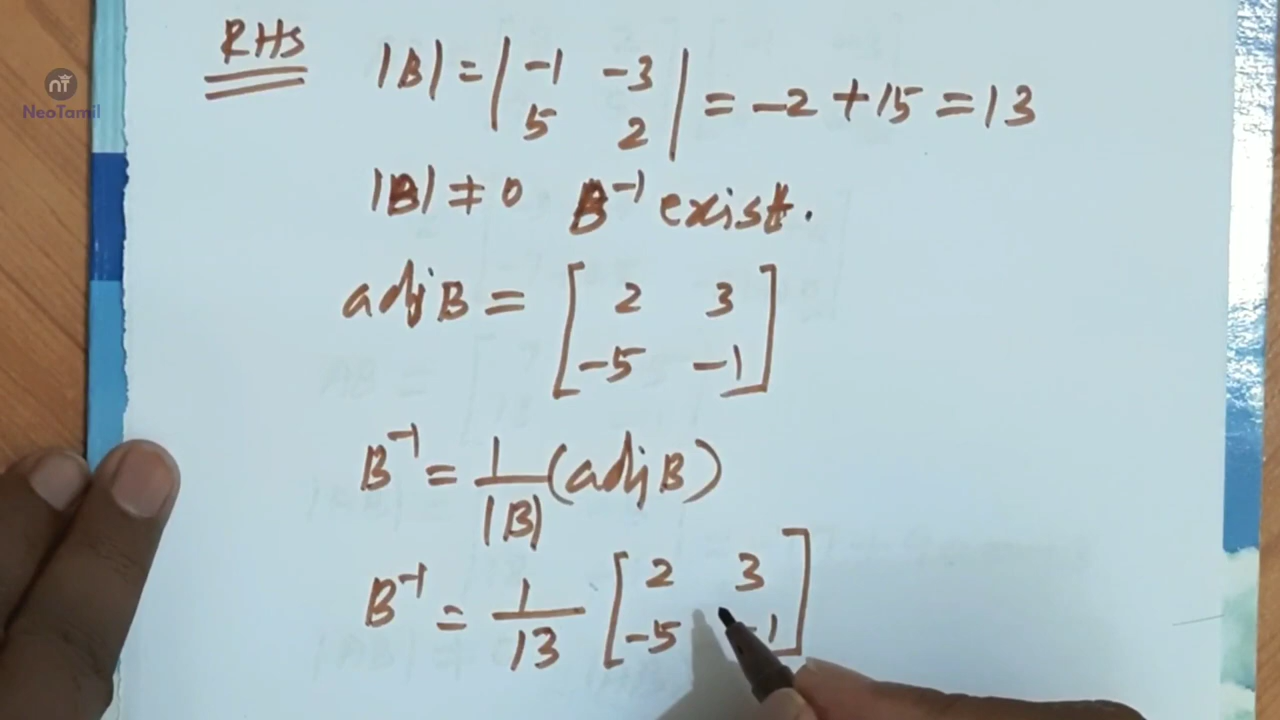 NeoTamil
RHS
|B| = | -1 -3 | = -2 + 15 = 13
| 5 2 |
|B| ≠ 0 B⁻¹ exist.
adj B = [ 2 3 ]
[ -5 -1 ]
B⁻¹ = 1/|B| (adj B)
B⁻¹ = 1/13 [ 2 3 ]
[ -5 -1 ]